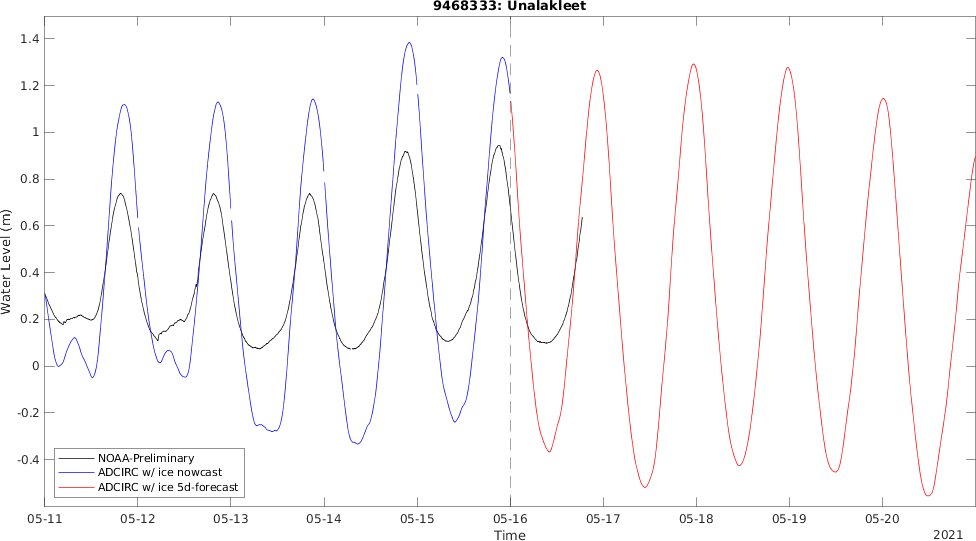 9468333: Unalakleet
1.4
1.2
1
0.8
0.6
0.4
0.2
0
-0.2
-0.4
Water Level (m)
NOAA-Preliminary
ADCIRC w/ ice nowcast
ADCIRC w/ ice 5d-forecast
05-11 05-12 05-13 05-14 05-15 05-16 05-17 05-18 05-19 05-20
Time
2021